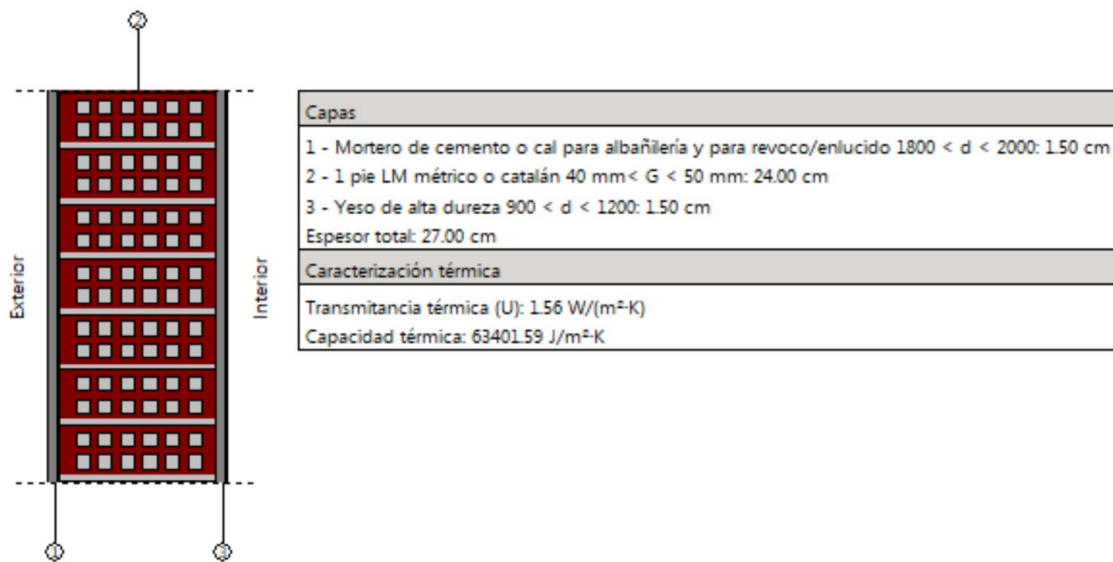 2
Exterior
Interior
1
3
Capas
1 - Mortero de cemento o cal para albañilería y para revoco/enlucido 1800 < d < 2000: 1.50 cm
2 - 1 pie LM métrico o catalán 40 mm< G < 50 mm: 24.00 cm
3 - Yeso de alta dureza 900 < d < 1200: 1.50 cm
Espesor total: 27.00 cm
Caracterización térmica
Transmitancia térmica (U): 1.56 W/(m²·K)
Capacidad térmica: 63401.59 J/m²·K